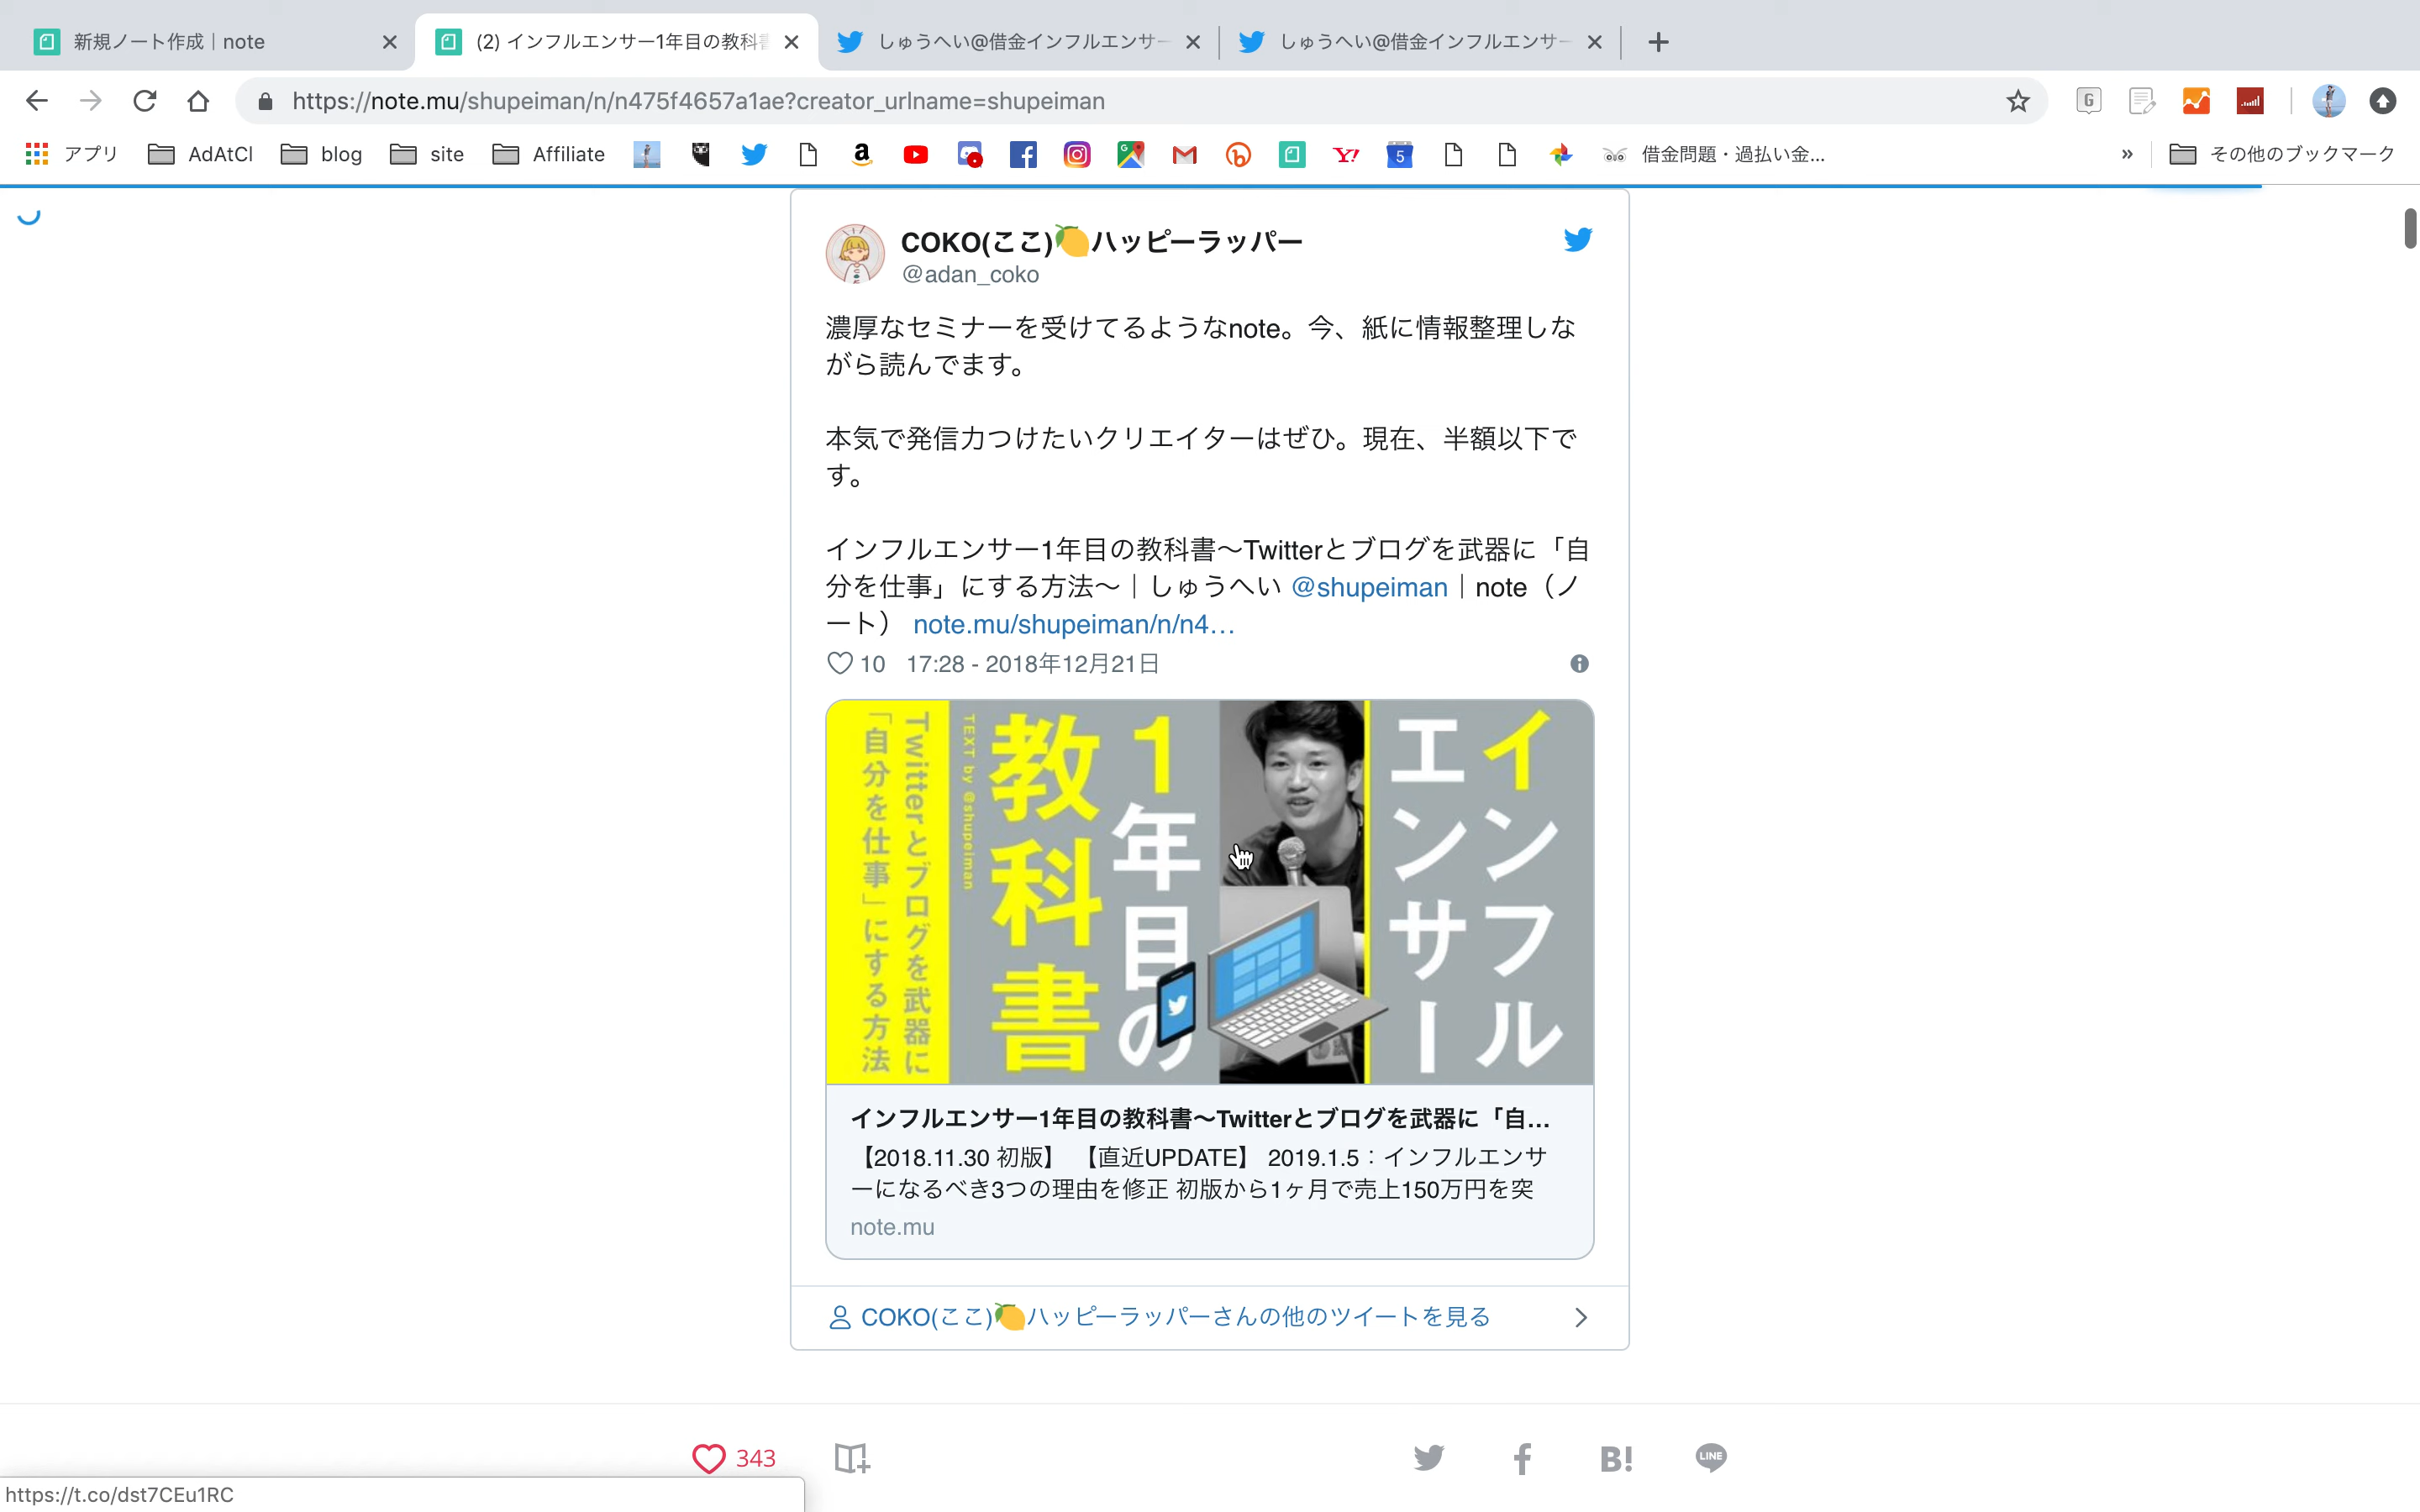 新規ノート作成｜note
(2) インフルエンサー1年目の教科書
しゅうへい@借金インフルエンサー
しゅうへい@借金インフルエンサー
https://note.mu/shupeiman/n/n475f4657a1ae?creator_urlname=shupeiman
アプリ
AdAtCl
blog
site
Affiliate
借金問題・過払い金...
»
その他のブックマーク
COKO(ここ)🍋ハッピーラッパー
@adan_coko
濃厚なセミナーを受けてるようなnote。今、紙に情報整理しな
がら読んでます。
本気で発信力つけたいクリエイターはぜひ。現在、半額以下で
す。
インフルエンサー1年目の教科書〜Twitterとブログを武器に「自
分を仕事」にする方法〜｜しゅうへい @shupeiman｜note（ノ
ート） note.mu/shupeiman/n/n4…
10 17:28 - 2018年12月21日
インフル
エンサー
1年目の
教科書
TEXT by @shupeiman
Twitterとブログを武器に
「自分を仕事」にする方法
インフルエンサー1年目の教科書〜Twitterとブログを武器に「自...
【2018.11.30 初版】 【直近UPDATE】 2019.1.5：インフルエンサ
ーになるべき3つの理由を修正 初版から1ヶ月で売上150万円を突
note.mu
COKO(ここ)🍋ハッピーラッパーさんの他のツイートを見る
343
B!
LINE
https://t.co/dst7CEu1RC